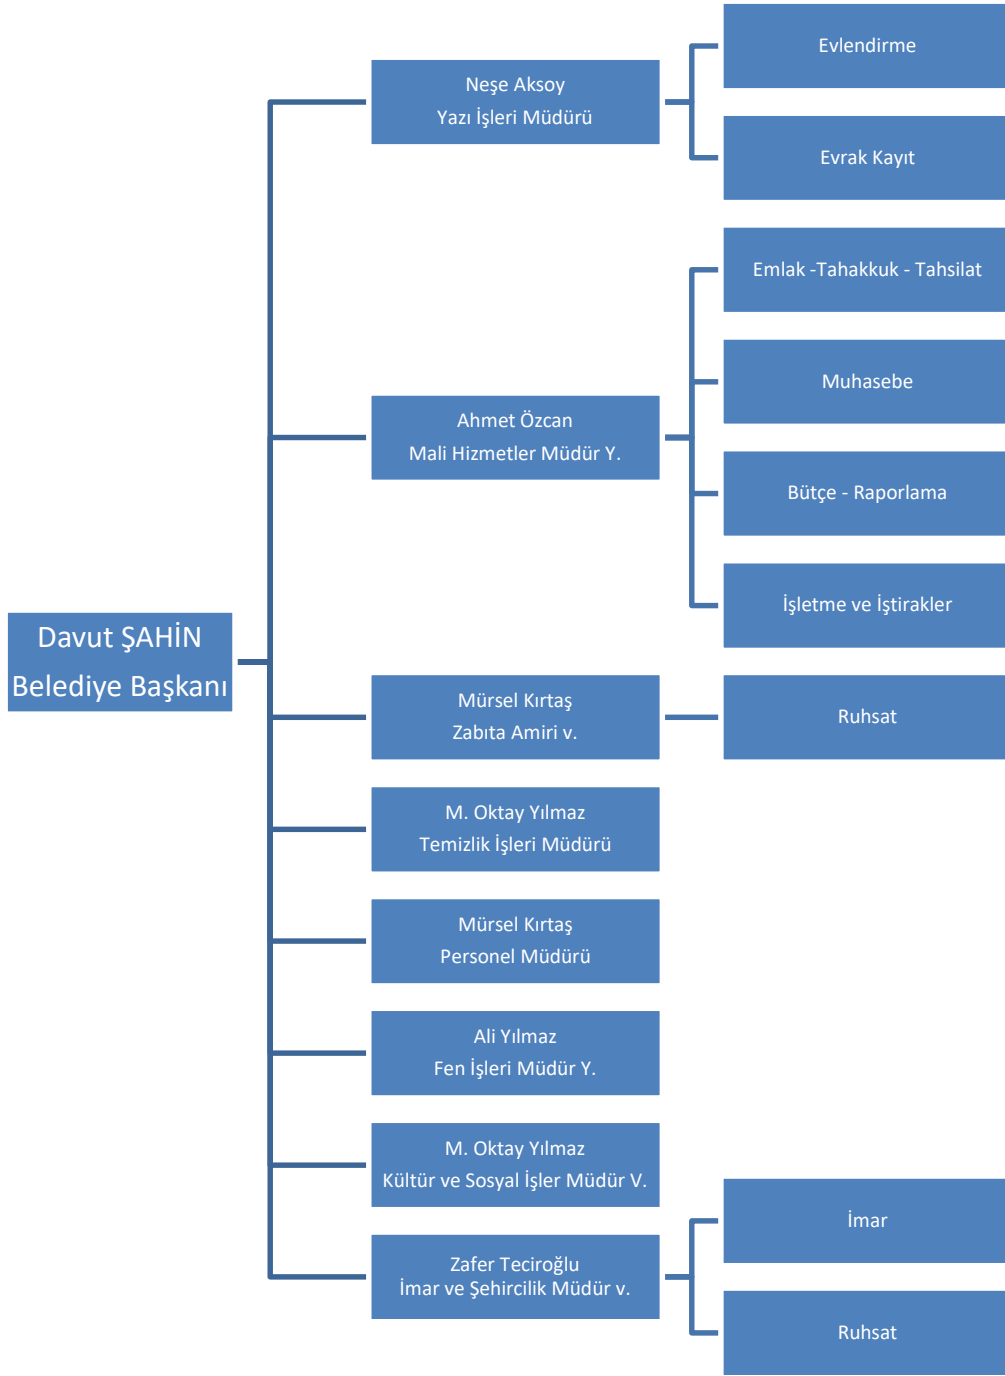 Davut ŞAHİN
Belediye Başkanı
Neşe Aksoy
Yazı İşleri Müdürü
Evlendirme
Evrak Kayıt
Ahmet Özcan
Mali Hizmetler Müdür Y.
Emlak -Tahakkuk - Tahsilat
Muhasebe
Bütçe - Raporlama
İşletme ve İştirakler
Mürsel Kırtaş
Zabıta Amiri v.
Ruhsat
M. Oktay Yılmaz
Temizlik İşleri Müdürü
Mürsel Kırtaş
Personel Müdürü
Ali Yılmaz
Fen İşleri Müdür Y.
M. Oktay Yılmaz
Kültür ve Sosyal İşler Müdür V.
Zafer Teciroğlu
İmar ve Şehircilik Müdür v.
İmar
Ruhsat